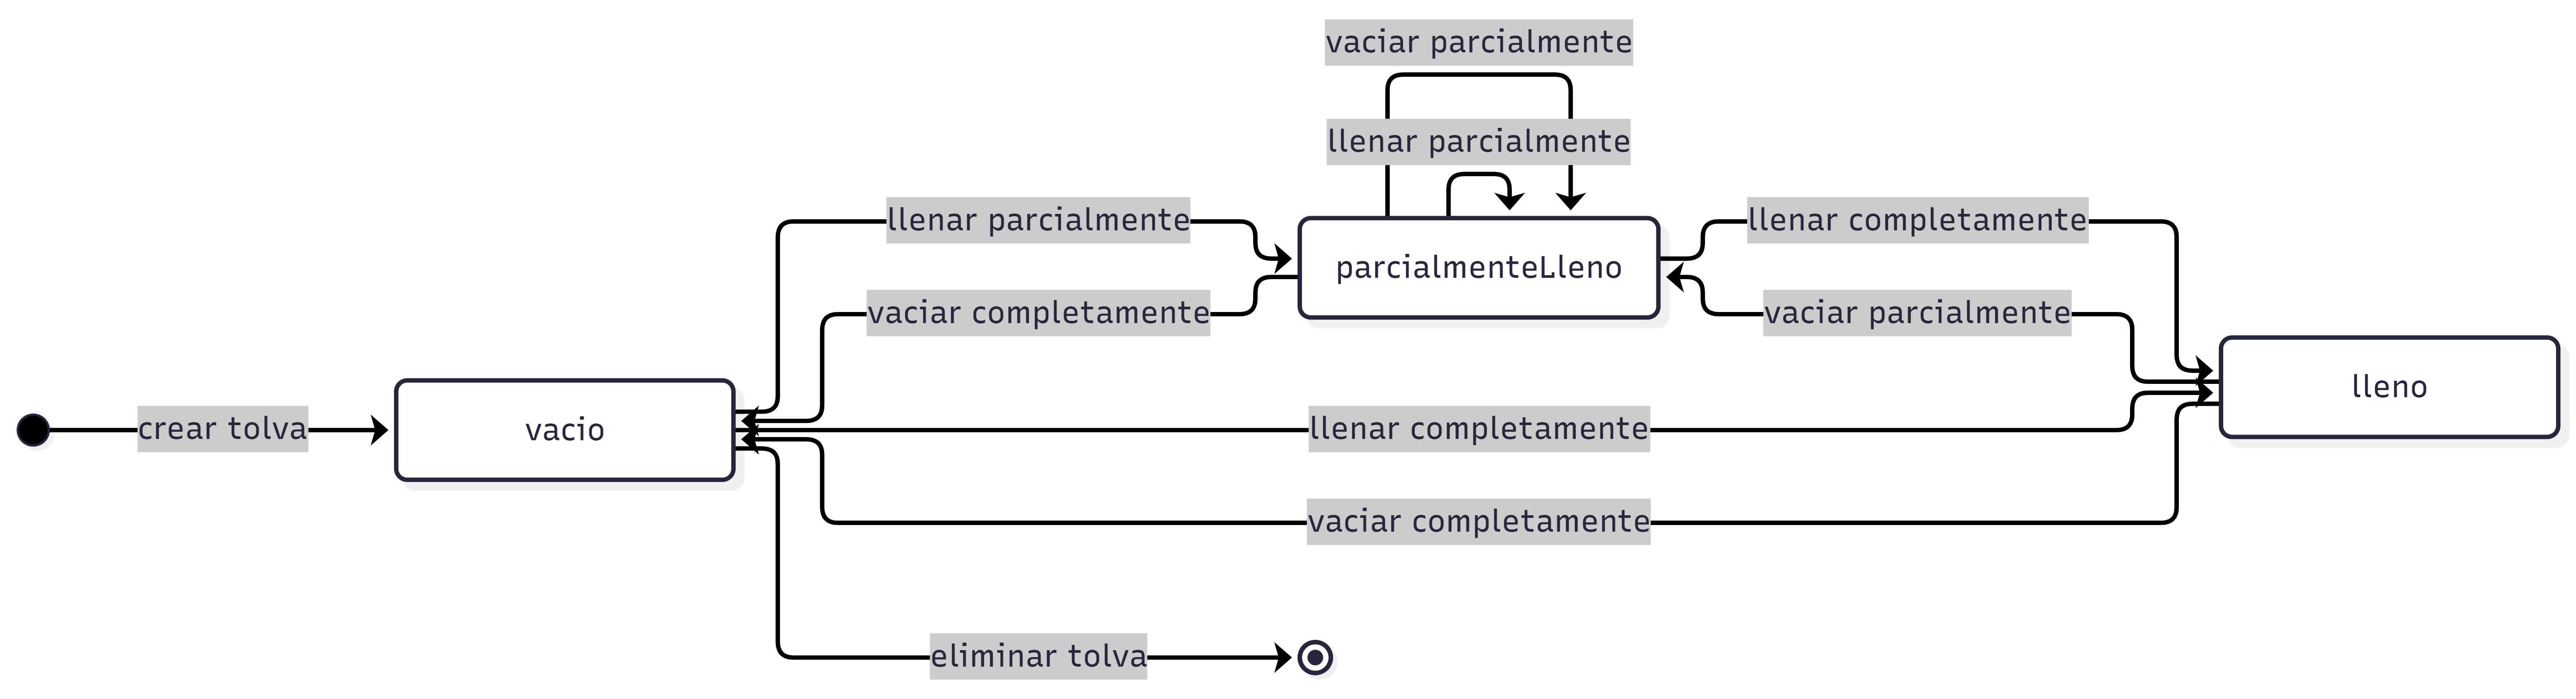 vaciar parcialmente
llenar parcialmente
llenar parcialmente
llenar completamente
parcialmenteLleno
vaciar completamente
vaciar parcialmente
lleno
crear tolva
vacio
llenar completamente
vaciar completamente
eliminar tolva